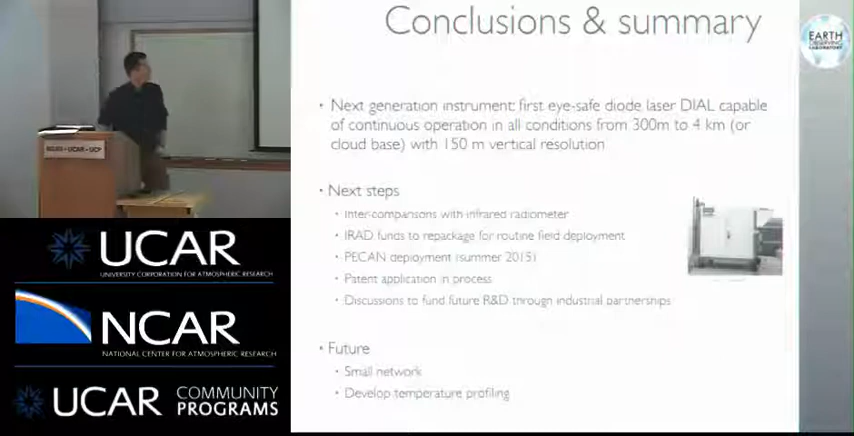 Conclusions & summary
EARTH
OBSERVING
LABORATORY
• Next generation instrument: first eye-safe diode laser DIAL capable
of continuous operation in all conditions from 300m to 4 km (or
cloud base) with 150 m vertical resolution
• Next steps
• Inter-comparisons with infrared radiometer
• IRAD funds to repackage for routine field deployment
• PECAN deployment (summer 2015)
• Patent application in process
• Discussions to fund future R&D through industrial partnerships
• Future
• Small network
• Develop temperature profiling
UCAR
UNIVERSITY CORPORATION FOR ATMOSPHERIC RESEARCH
NCAR
NATIONAL CENTER FOR ATMOSPHERIC RESEARCH
UCAR COMMUNITY
PROGRAMS